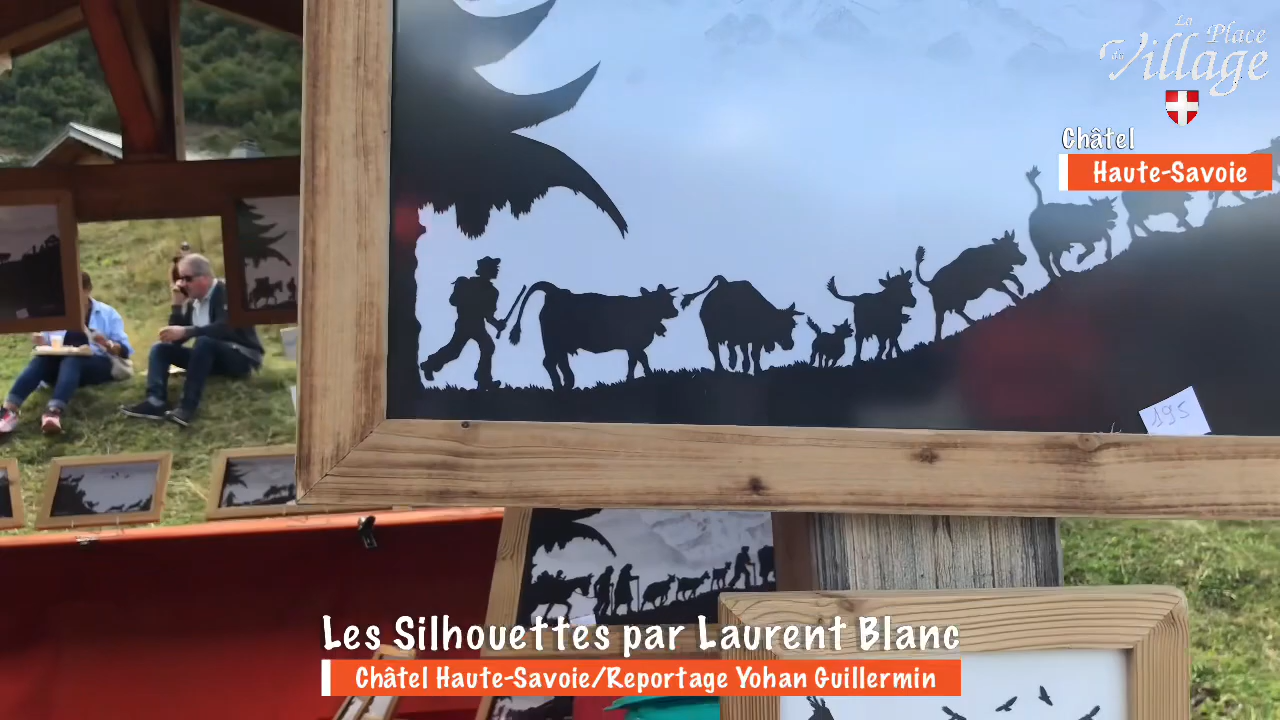 La Place
du
Village
Châtel
Haute-Savoie
195
Les Silhouettes par Laurent Blanc
Châtel Haute-Savoie/Reportage Yohan Guillermin